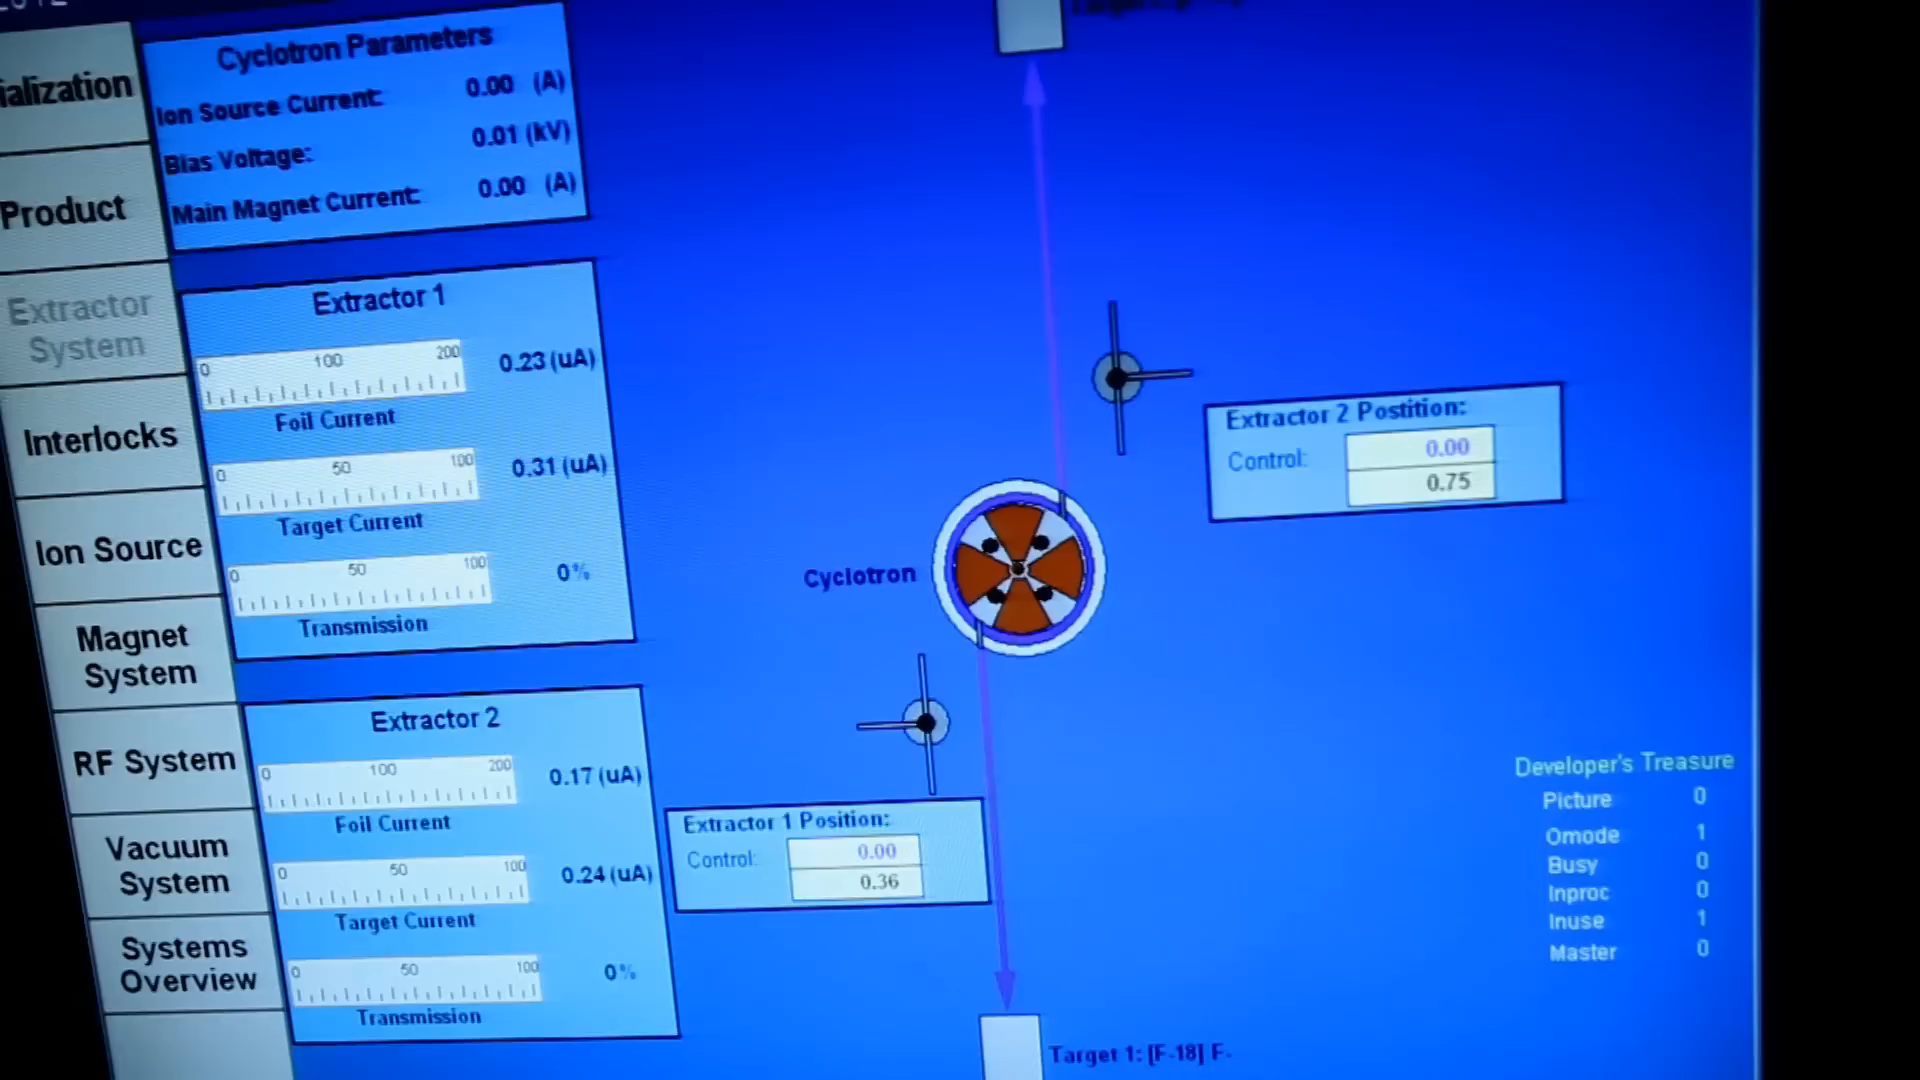 Product
Extractor
System
Interlocks
Ion Source
Magnet
System
RF System
Vacuum
System
Systems
Overview
Cyclotron Parameters
Ion Source Current: 0.00 (A)
Bias Voltage: 0.01 (kV)
Main Magnet Current: 0.00 (A)
Extractor 1
0 100 200 0.23 (uA)
Foil Current
0 50 100 0.31 (uA)
Target Current
0 50 100 0%
Transmission
Extractor 2
0 100 200 0.17 (uA)
Foil Current
0 50 100 0.24 (uA)
Target Current
0 50 100 0%
Transmission
Cyclotron
Extractor 2 Postition:
Control: 0.00
0.75
Extractor 1 Position:
Control: 0.00
0.36
Developer's Treasure
Picture 0
Omode 1
Busy 0
Inproc 0
Inuse 1
Master 0
Target 1: [F-18] F-